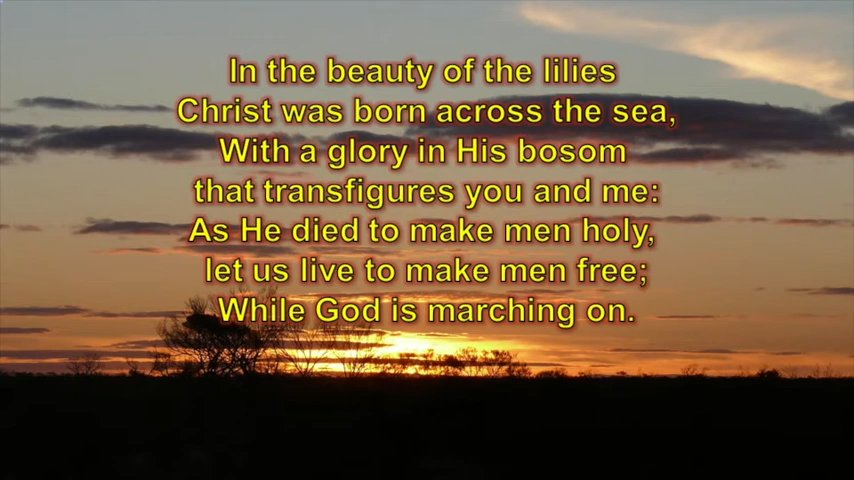 In the beauty of the lilies
Christ was born across the sea,
With a glory in His bosom
that transfigures you and me:
As He died to make men holy,
let us live to make men free;
While God is marching on.